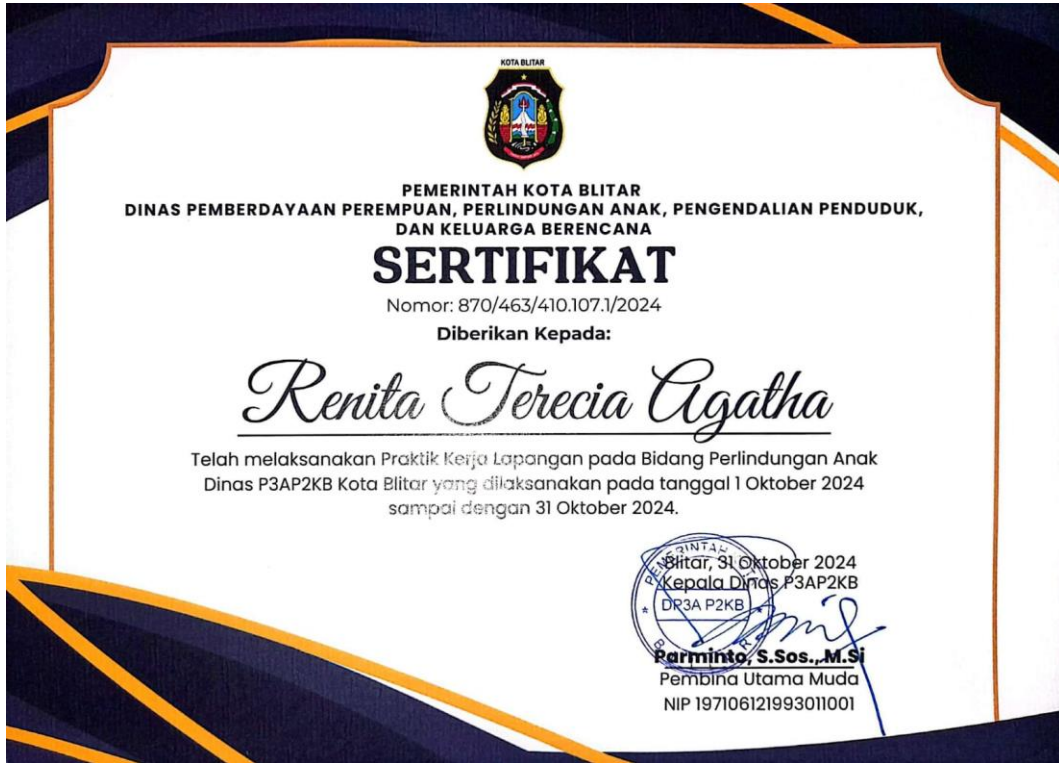 KOTA BLITAR
PEMERINTAH KOTA BLITAR
DINAS PEMBERDAYAAN PEREMPUAN, PERLINDUNGAN ANAK, PENGENDALIAN PENDUDUK,
DAN KELUARGA BERENCANA
SERTIFIKAT
Nomor: 870/463/410.107.1/2024
Diberikan Kepada:
Renita Terecia Agatha
Telah melaksanakan Praktik Kerja Lapangan pada Bidang Perlindungan Anak
Dinas P3AP2KB Kota Blitar yang dilaksanakan pada tanggal 1 Oktober 2024
sampai dengan 31 Oktober 2024.
Blitar, 31 Oktober 2024
Kepala Dinas P3AP2KB
PEMERINTAH
DP3A P2KB
Parminto, S.Sos., M.Si
Pembina Utama Muda
NIP 197106121993011001